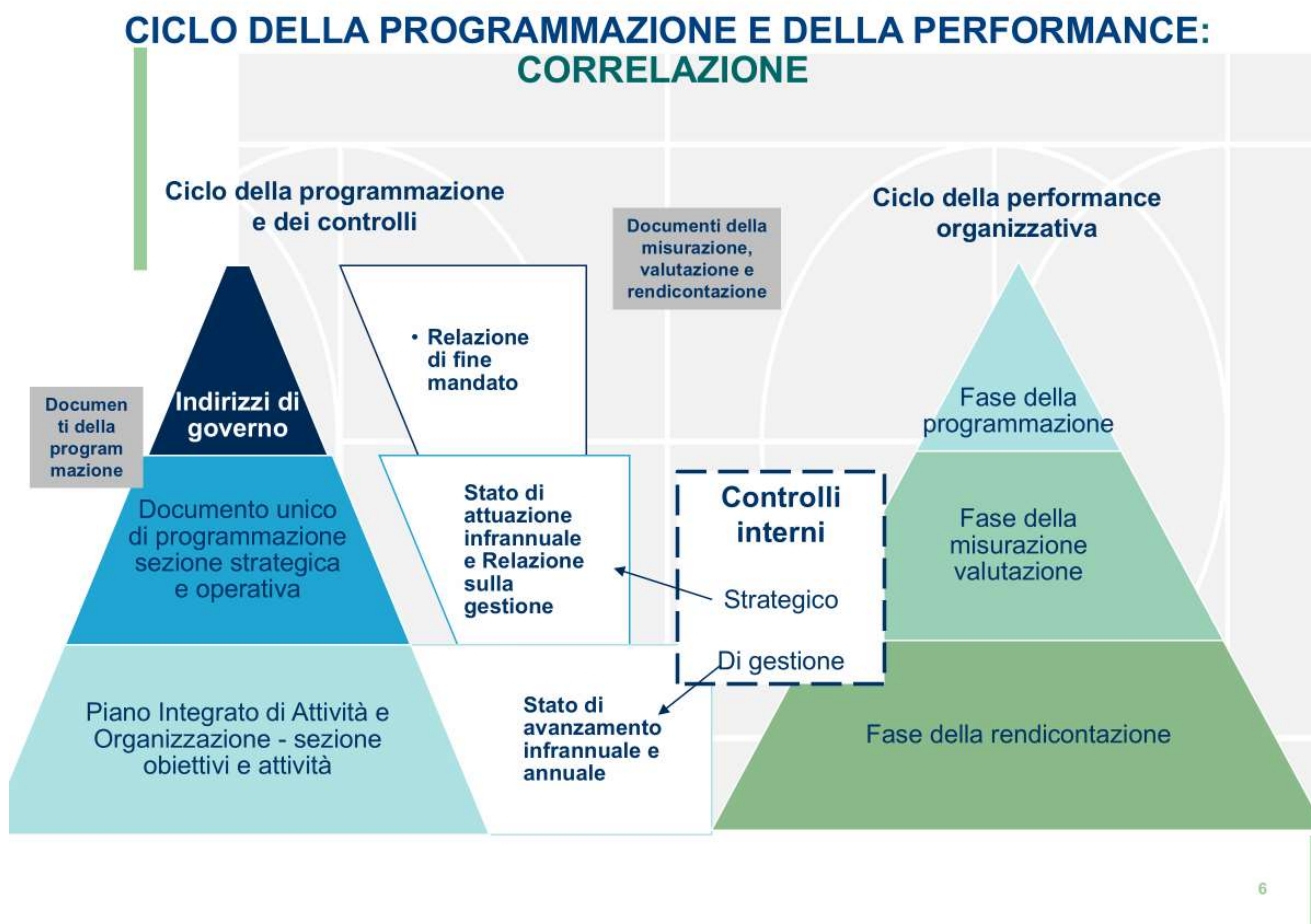 CICLO DELLA PROGRAMMAZIONE E DELLA PERFORMANCE:
CORRELAZIONE
Ciclo della programmazione
e dei controlli
Documen
ti della
program
mazione
Indirizzi di
governo
Documento unico
di programmazione
sezione strategica
e operativa
Piano Integrato di Attività e
Organizzazione - sezione
obiettivi e attività
• Relazione
di fine
mandato
Stato di
attuazione
infrannuale
e Relazione
sulla
gestione
Stato di
avanzamento
infrannuale e
annuale
Documenti della
misurazione,
valutazione e
rendicontazione
Controlli
interni
Strategico
Di gestione
Ciclo della performance
organizzativa
Fase della
programmazione
Fase della
misurazione
valutazione
Fase della rendicontazione
6